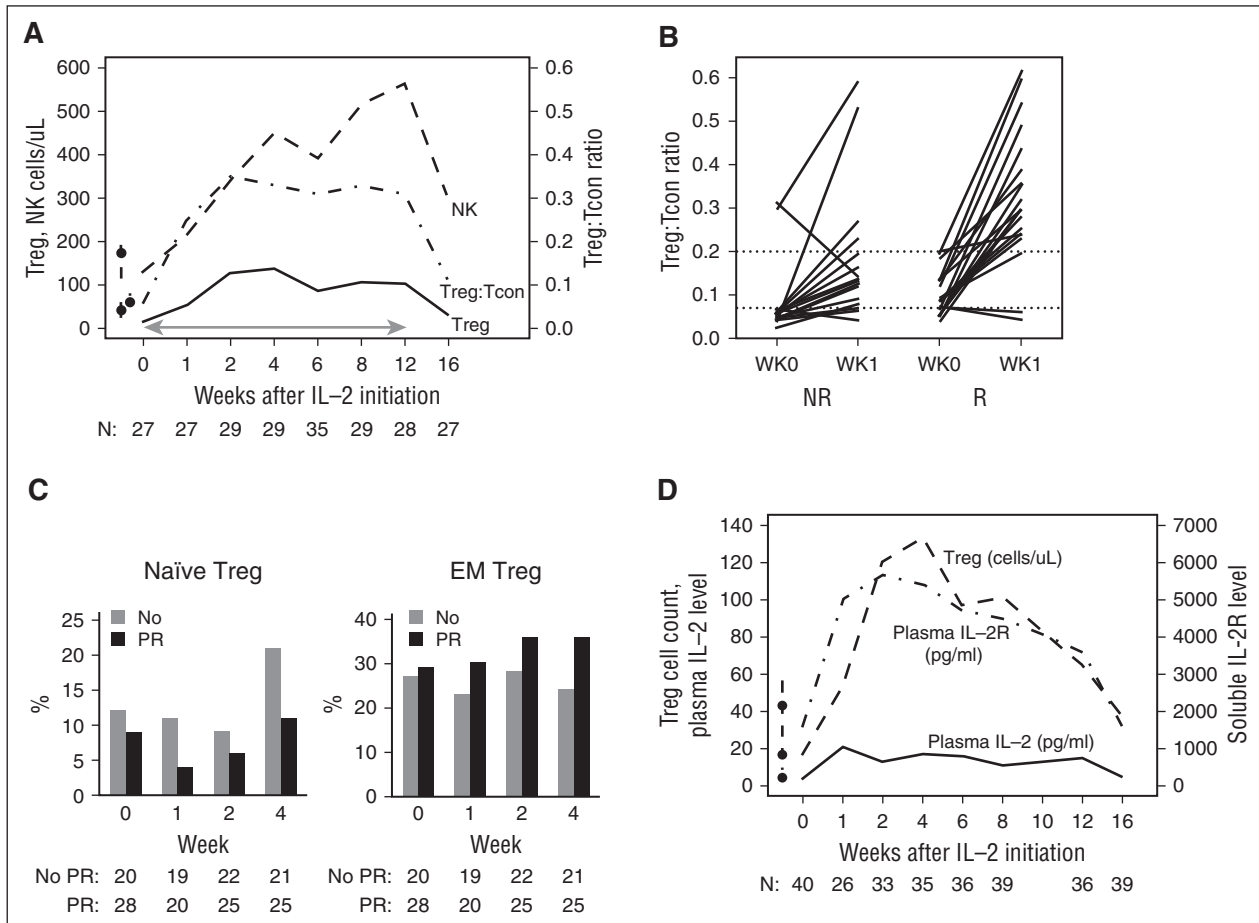 A
Treg, NK cells/uL
600
500
400
300
200
100
0
0.6
0.5
0.4
0.3
0.2
0.1
0.0
Treg:Tcon ratio
NK
Treg:Tcon
Treg
0 1 2 4 6 8 12 16
Weeks after IL–2 initiation
N: 27 27 29 29 35 29 28 27
B
Treg:Tcon ratio
0.6
0.5
0.4
0.3
0.2
0.1
0.0
WK0 WK1 WK0 WK1
NR R
C
Naïve Treg
No
PR
%
25
20
15
10
5
0
0 1 2 4
Week
No PR: 20 19 22 21
PR: 28 20 25 25
EM Treg
No
PR
%
40
30
20
10
0
0 1 2 4
Week
No PR: 20 19 22 21
PR: 28 20 25 25
D
Treg cell count,
plasma IL–2 level
140
120
100
80
60
40
20
0
7000
6000
5000
4000
3000
2000
1000
0
Soluble IL-2R level
Treg (cells/uL)
Plasma IL–2R
(pg/ml)
Plasma IL–2 (pg/ml)
0 1 2 4 6 8 10 12 16
Weeks after IL–2 initiation
N: 40 26 33 35 36 39 36 39